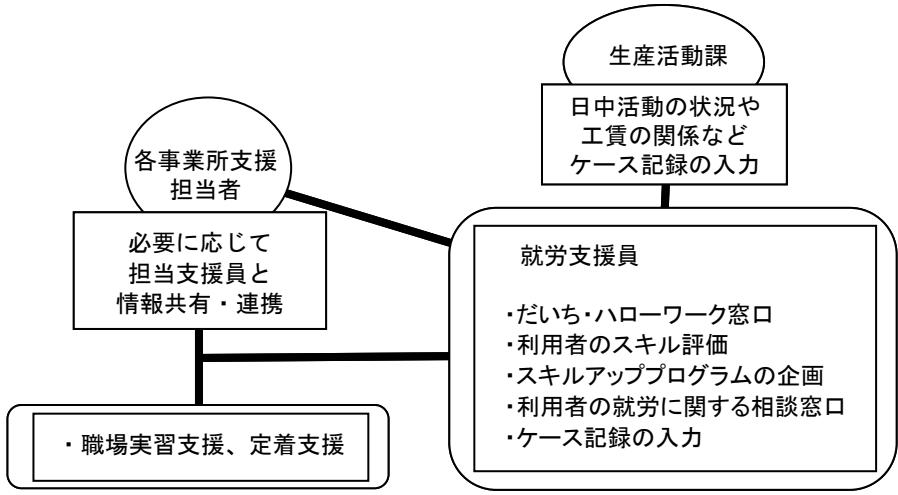 生産活動課
日中活動の状況や
工賃の関係など
ケース記録の入力
各事業所支援
担当者
必要に応じて
担当支援員と
情報共有・連携
就労支援員
・だいち・ハローワーク窓口
・利用者のスキル評価
・スキルアッププログラムの企画
・利用者の就労に関する相談窓口
・ケース記録の入力
・職場実習支援、定着支援